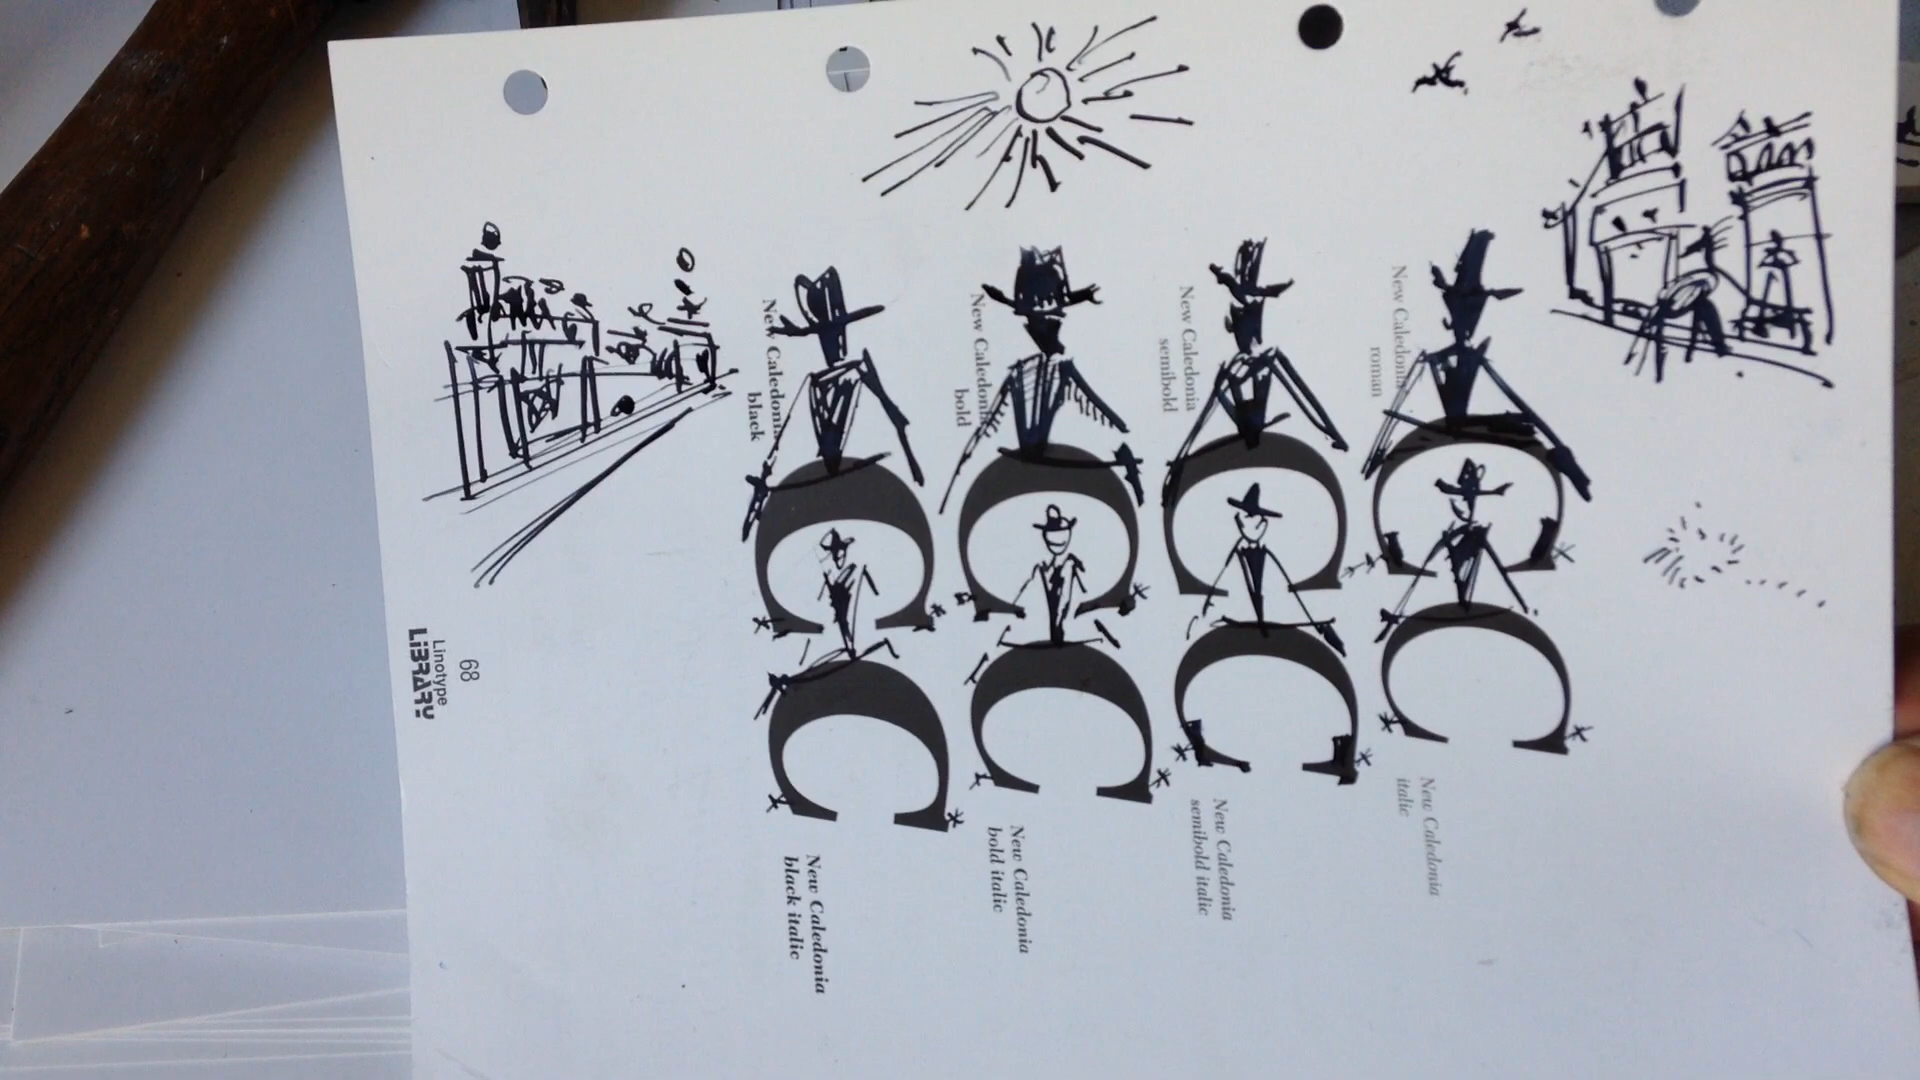 New Caledonia
roman
New Caledonia
semibold
New Caledonia
bold
New Caledonia
black
C
C
C
C
C
C
C
C
New Caledonia
italic
New Caledonia
semibold italic
New Caledonia
bold italic
New Caledonia
black italic
68
Linotype
LiBRARY